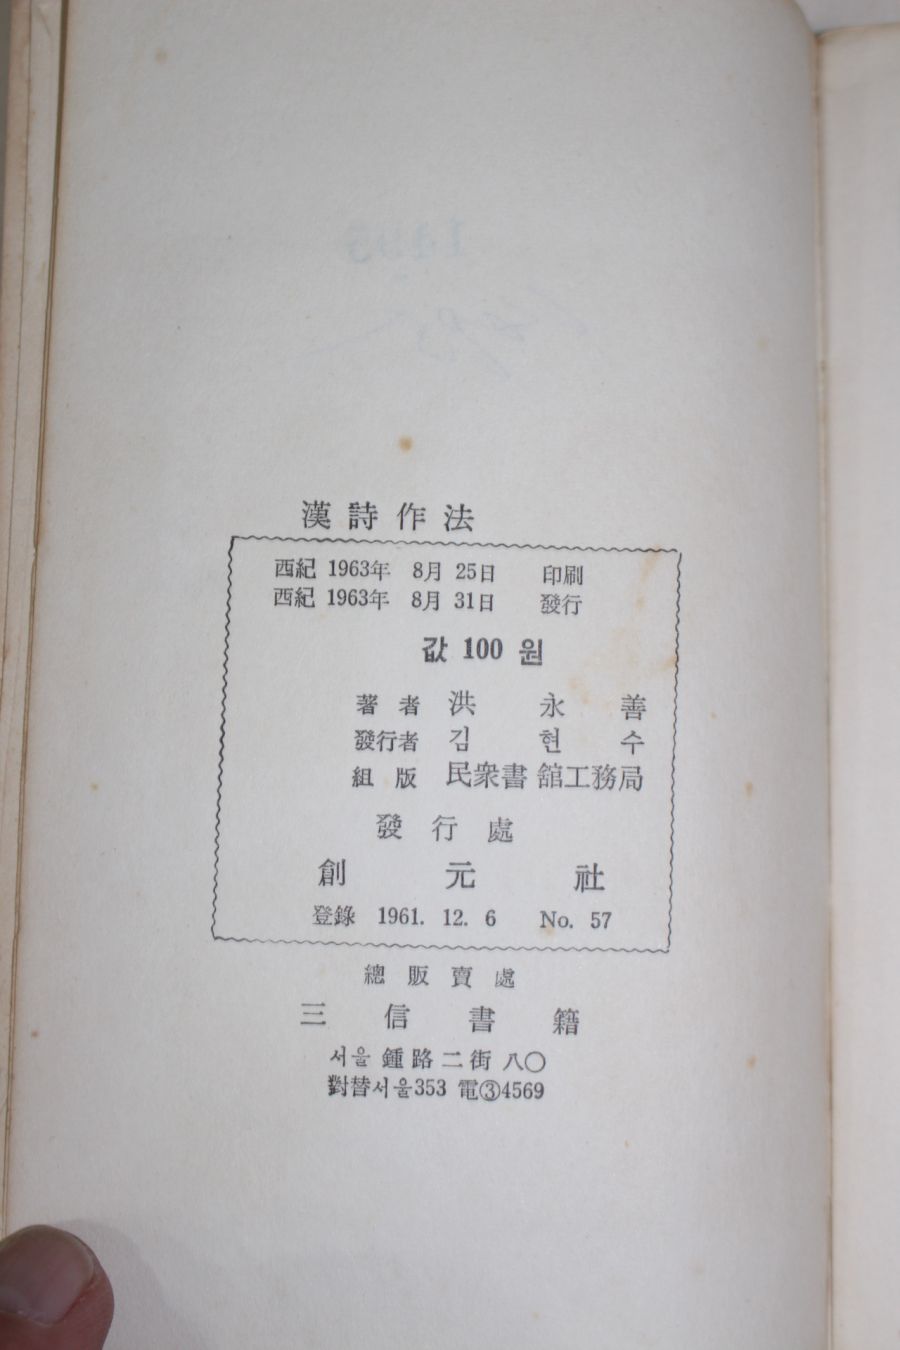 漢詩作法
西紀 1963年 8月 25日 印刷
西紀 1963年 8月 31日 發行
값 100 원
著者 洪永善
發行者 김현수
組版 民衆書舘工務局
發行處
創元社
登錄 1961. 12. 6 No. 57
總販賣處
三信書籍
서울 鍾路二街 八〇
對替서울353 電③4569